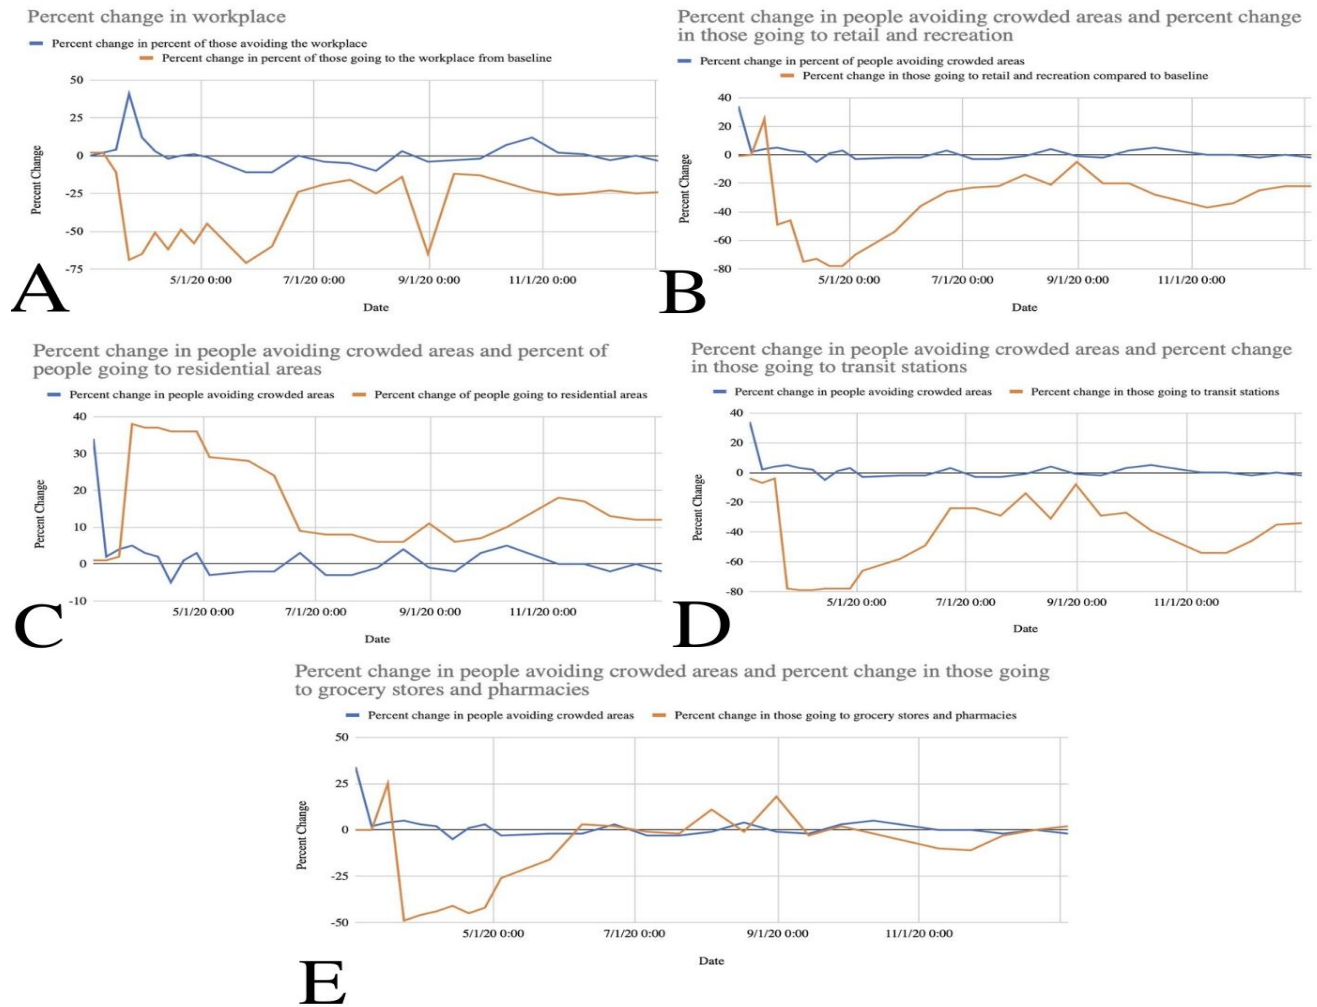 Percent change in workplace
Percent change in percent of those avoiding the workplace
Percent change in percent of those going to the workplace from baseline
50
25
0
-25
-50
-75
Percent Change
5/1/20 0:00 7/1/20 0:00 9/1/20 0:00 11/1/20 0:00
Date
A
Percent change in people avoiding crowded areas and percent change
in those going to retail and recreation
Percent change in percent of people avoiding crowded areas
Percent change in those going to retail and recreation compared to baseline
40
20
0
-20
-40
-60
-80
Percent Change
5/1/20 0:00 7/1/20 0:00 9/1/20 0:00 11/1/20 0:00
Date
B
Percent change in people avoiding crowded areas and percent of
people going to residential areas
Percent change in people avoiding crowded areas Percent change of people going to residential areas
40
30
20
10
0
-10
Percent Change
5/1/20 0:00 7/1/20 0:00 9/1/20 0:00 11/1/20 0:00
Date
C
Percent change in people avoiding crowded areas and percent change
in those going to transit stations
Percent change in people avoiding crowded areas Percent change in those going to transit stations
40
20
0
-20
-40
-60
-80
Percent Change
5/1/20 0:00 7/1/20 0:00 9/1/20 0:00 11/1/20 0:00
Date
D
Percent change in people avoiding crowded areas and percent change in those going
to grocery stores and pharmacies
Percent change in people avoiding crowded areas Percent change in those going to grocery stores and pharmacies
50
25
0
-25
-50
Percent Change
5/1/20 0:00 7/1/20 0:00 9/1/20 0:00 11/1/20 0:00
Date
E